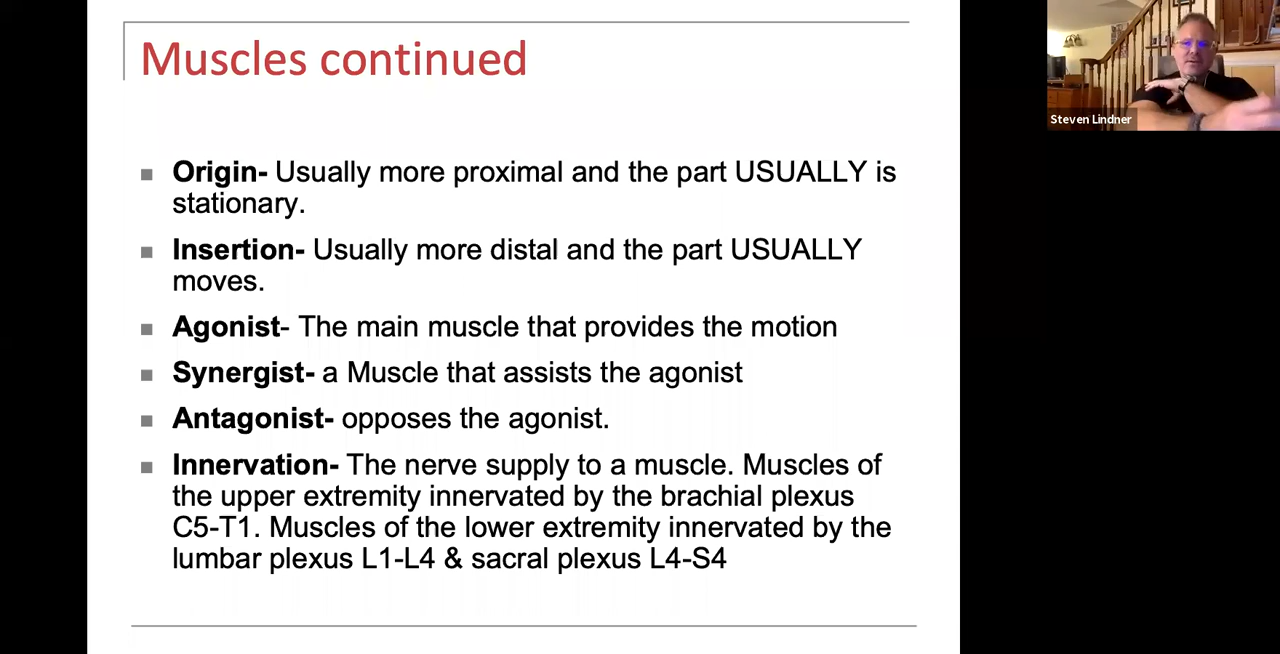 Muscles continued
Origin- Usually more proximal and the part USUALLY is
stationary.
Insertion- Usually more distal and the part USUALLY
moves.
Agonist- The main muscle that provides the motion
Synergist- a Muscle that assists the agonist
Antagonist- opposes the agonist.
Innervation- The nerve supply to a muscle. Muscles of
the upper extremity innervated by the brachial plexus
C5-T1. Muscles of the lower extremity innervated by the
lumbar plexus L1-L4 & sacral plexus L4-S4
Steven Lindner